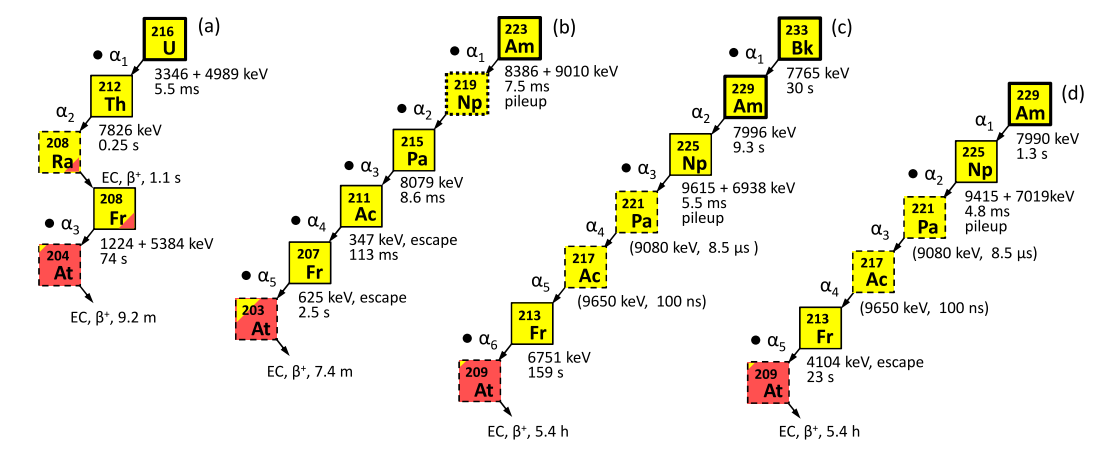 (a)
216
U
● α1
3346 + 4989 keV
5.5 ms
212
Th
α2
7826 keV
0.25 s
208
Ra
EC, β+, 1.1 s
208
Fr
● α3
1224 + 5384 keV
74 s
204
At
EC, β+, 9.2 m
(b)
223
Am
● α1
8386 + 9010 keV
7.5 ms
pileup
219
Np
● α2
215
Pa
8079 keV
8.6 ms
● α3
211
Ac
347 keV, escape
113 ms
● α4
207
Fr
625 keV, escape
2.5 s
● α5
203
At
EC, β+, 7.4 m
(c)
233
Bk
● α1
7765 keV
30 s
229
Am
α2
7996 keV
9.3 s
225
Np
9615 + 6938 keV
5.5 ms
pileup
● α3
221
Pa
(9080 keV, 8.5 μs )
α4
217
Ac
(9650 keV, 100 ns)
α5
213
Fr
6751 keV
159 s
● α6
209
At
EC, β+, 5.4 h
(d)
229
Am
α1
7990 keV
1.3 s
225
Np
9415 + 7019keV
4.8 ms
pileup
● α2
221
Pa
(9080 keV, 8.5 μs)
α3
217
Ac
(9650 keV, 100 ns)
α4
213
Fr
4104 keV, escape
23 s
● α5
209
At
EC, β+, 5.4 h